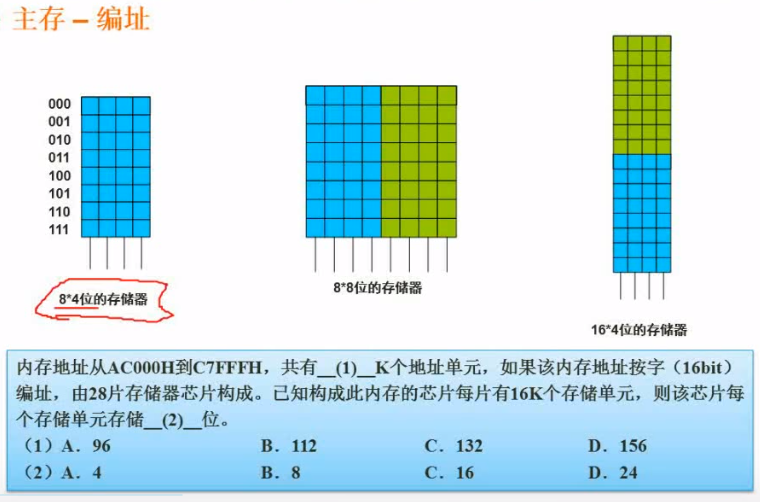 主存 – 编址
000
001
010
011
100
101
110
111
8*4位的存储器
8*8位的存储器
16*4位的存储器
内存地址从AC000H到C7FFFH，共有__(1)__K个地址单元，如果该内存地址按字（16bit）
编址，由28片存储器芯片构成。已知构成此内存的芯片每片有16K个存储单元，则该芯片每
个存储单元存储__(2)__位。
（1）A．96 B．112 C．132 D．156
（2）A．4 B．8 C．16 D．24